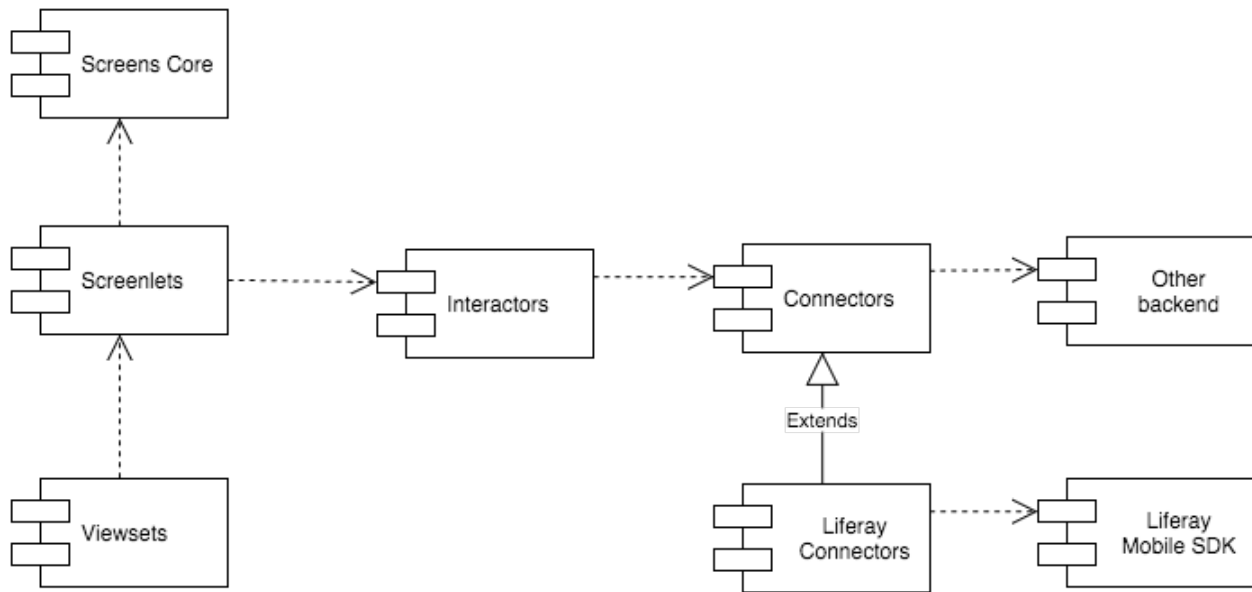 Screens Core
Screenlets
Interactors
Connectors
Other
backend
Extends
Viewsets
Liferay
Connectors
Liferay
Mobile SDK